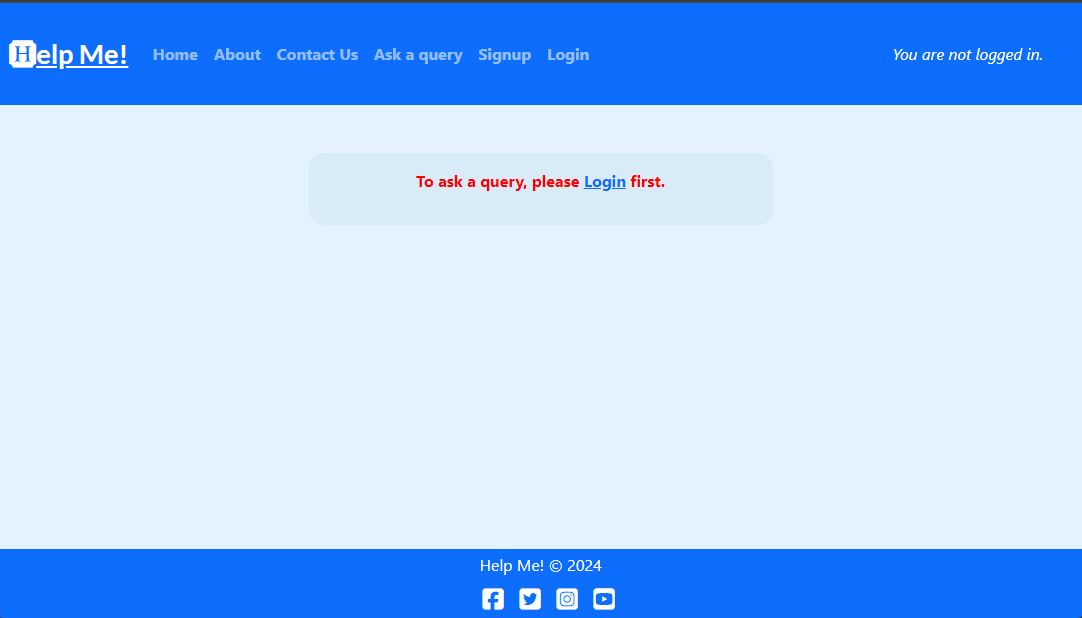 Help Me! Home About Contact Us Ask a query Signup Login You are not logged in.
To ask a query, please Login first.
Help Me! © 2024